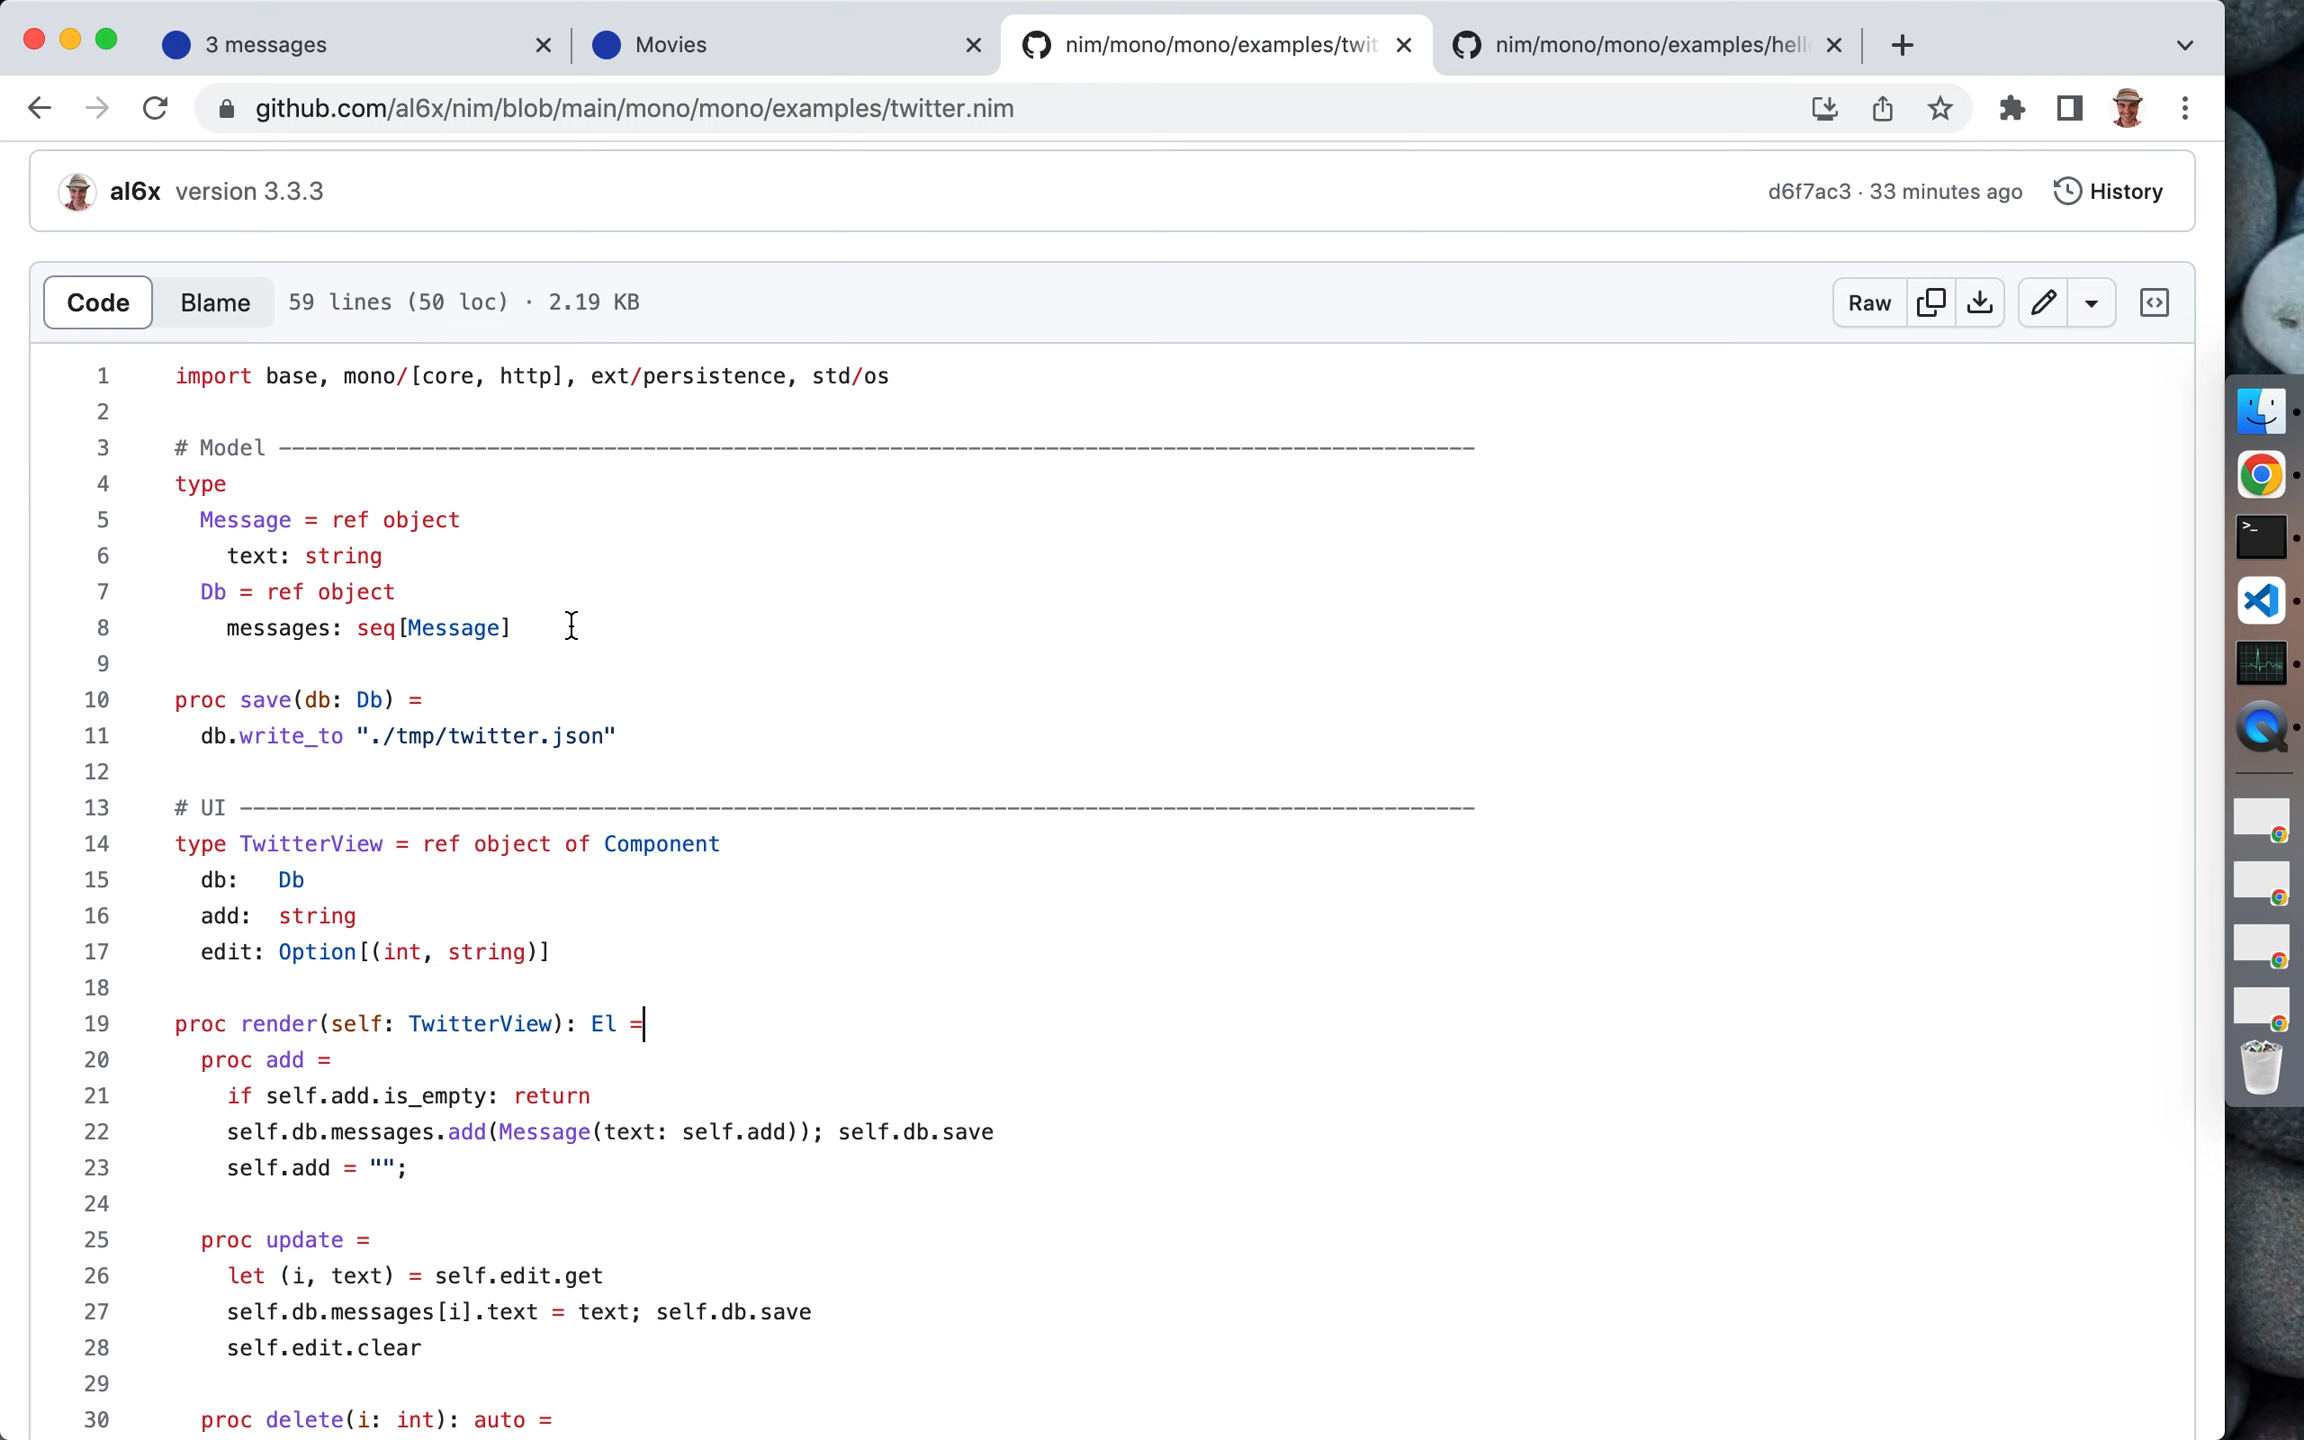 3 messages
Movies
nim/mono/mono/examples/twit
nim/mono/mono/examples/hell
github.com/al6x/nim/blob/main/mono/mono/examples/twitter.nim
al6x version 3.3.3
d6f7ac3 · 33 minutes ago
History
Code Blame 59 lines (50 loc) · 2.19 KB
Raw
1 import base, mono/[core, http], ext/persistence, std/os
2
3 # Model --------------------------------------------------------------------------------------------
4 type
5 Message = ref object
6 text: string
7 Db = ref object
8 messages: seq[Message]
9
10 proc save(db: Db) =
11 db.write_to "./tmp/twitter.json"
12
13 # UI -----------------------------------------------------------------------------------------------
14 type TwitterView = ref object of Component
15 db: Db
16 add: string
17 edit: Option[(int, string)]
18
19 proc render(self: TwitterView): El =
20 proc add =
21 if self.add.is_empty: return
22 self.db.messages.add(Message(text: self.add)); self.db.save
23 self.add = "";
24
25 proc update =
26 let (i, text) = self.edit.get
27 self.db.messages[i].text = text; self.db.save
28 self.edit.clear
29
30 proc delete(i: int): auto =